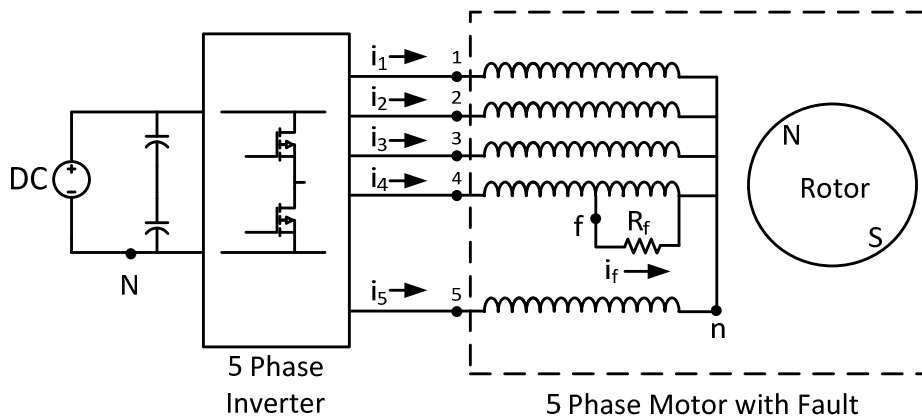 DC
N
5 Phase
Inverter
i1
i2
i3
i4
i5
1
2
3
4
5
f
Rf
if
n
N
Rotor
S
5 Phase Motor with Fault